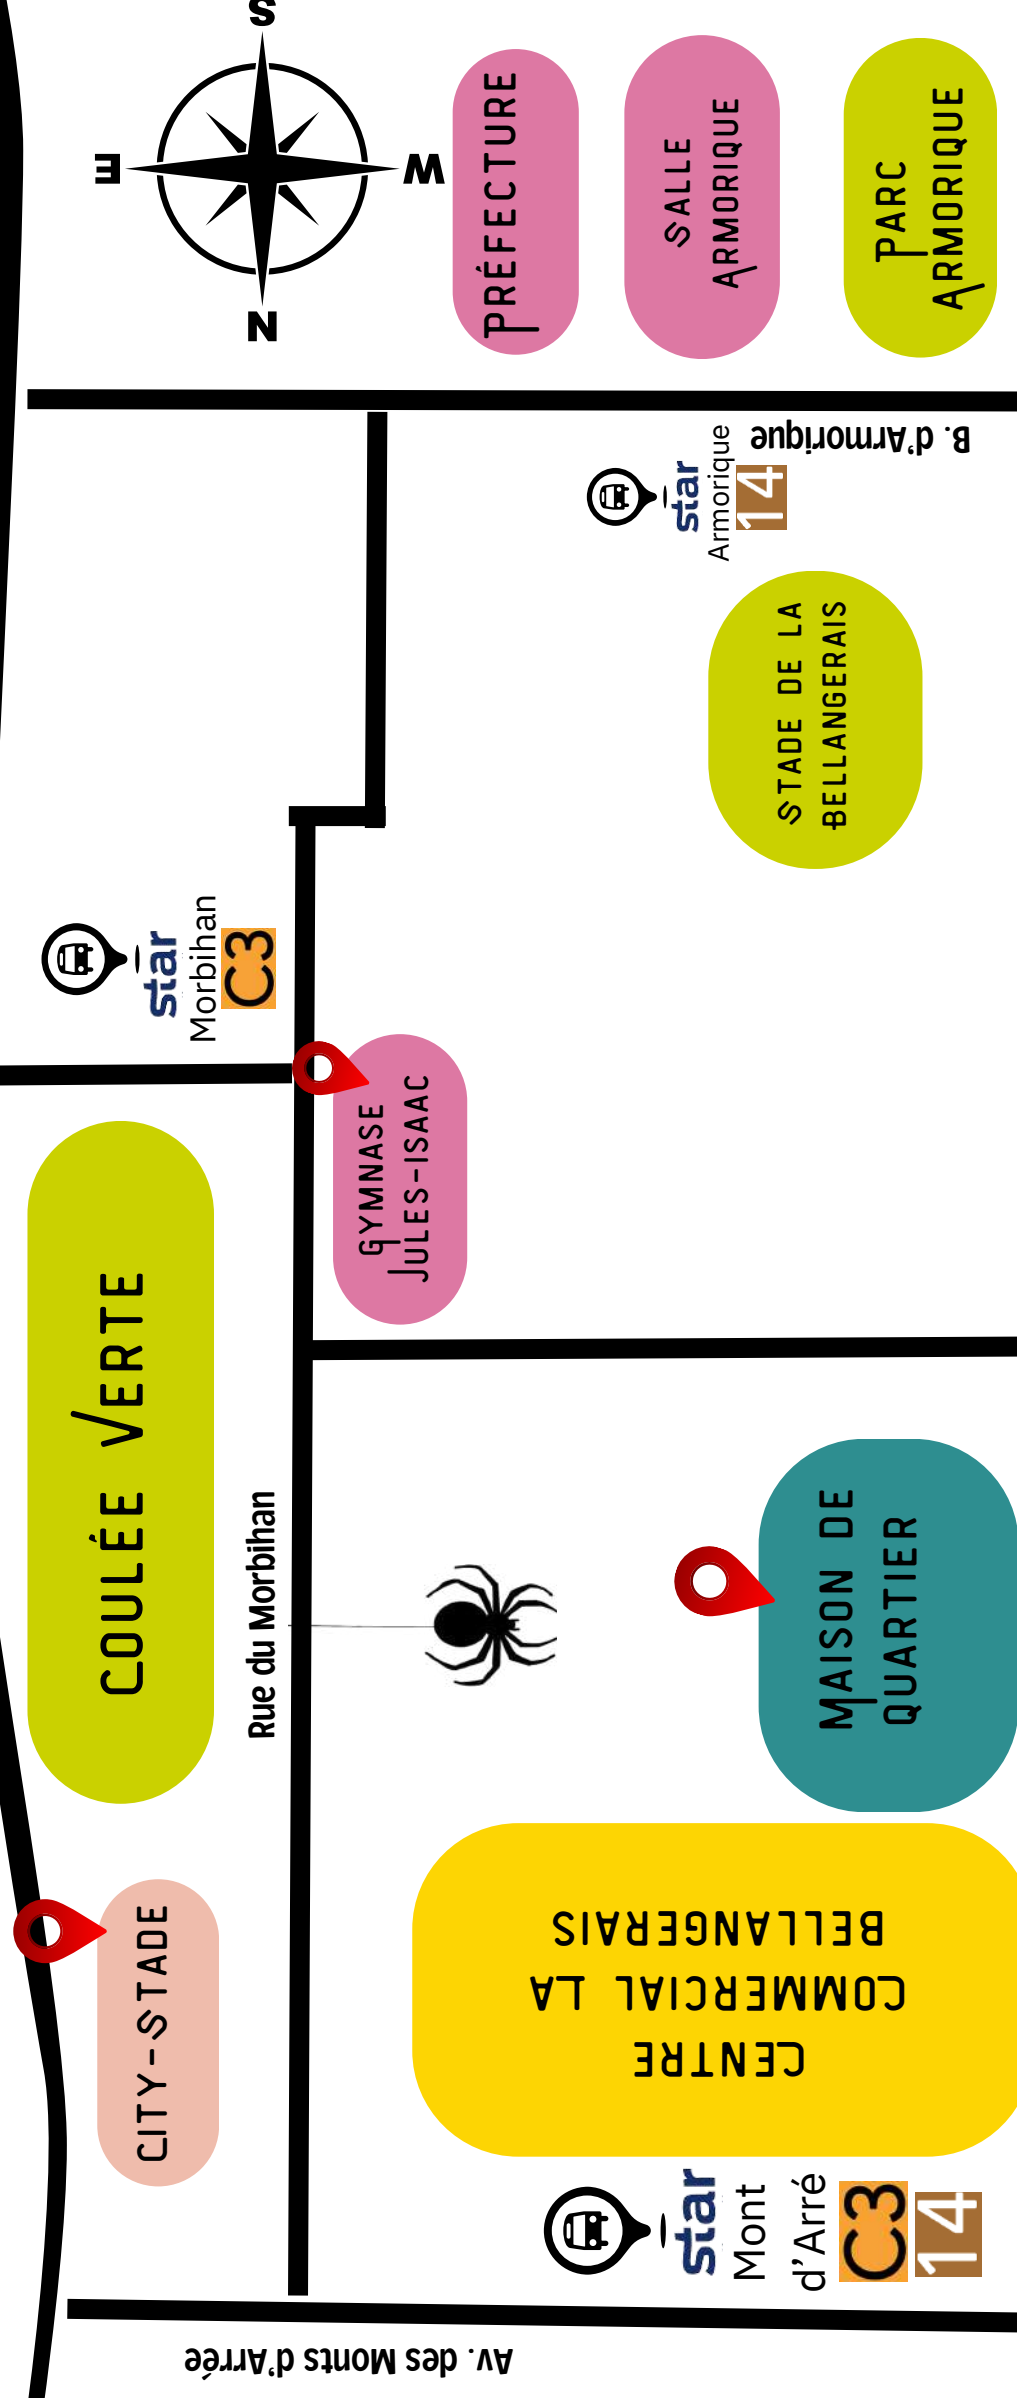 S
E
W
N
PRÉFECTURE
SALLE
ARMORIQUE
PARC
ARMORIQUE
B. d'Armorique
star
Armorique
14
STADE DE LA
BELLANGERAIS
star
Morbihan
C3
GYMNASE
JULES-ISAAC
COULÉE VERTE
Rue du Morbihan
MAISON DE
QUARTIER
CITY-STADE
CENTRE
COMMERCIAL LA
BELLANGERAIS
star
Mont
d'Arré
C3
14
Av. des Monts d'Arrée